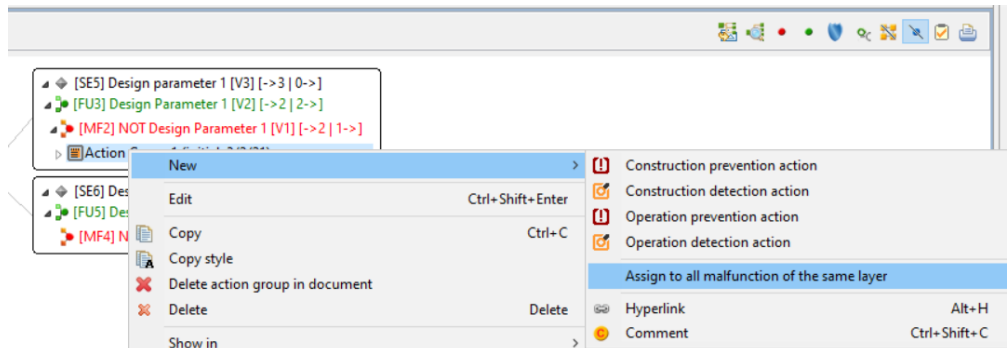 [SE5] Design parameter 1 [V3] [->3 | 0->]
[FU3] Design Parameter 1 [V2] [->2 | 2->]
[MF2] NOT Design Parameter 1 [V1] [->2 | 1->]
Action
[SE6] Des
[FU5] De
[MF4] N
New
Edit Ctrl+Shift+Enter
Copy Ctrl+C
Copy style
Delete action group in document
Delete Delete
Show in
Construction prevention action
Construction detection action
Operation prevention action
Operation detection action
Assign to all malfunction of the same layer
Hyperlink Alt+H
Comment Ctrl+Shift+C